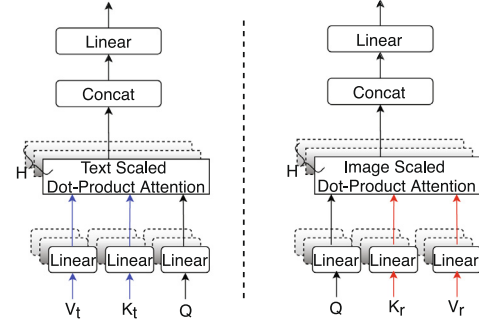 Linear
Concat
H
Text Scaled
Dot-Product Attention
Linear Linear Linear
Vt Kt Q
Linear
Concat
H
Image Scaled
Dot-Product Attention
Linear Linear Linear
Q Kr Vr